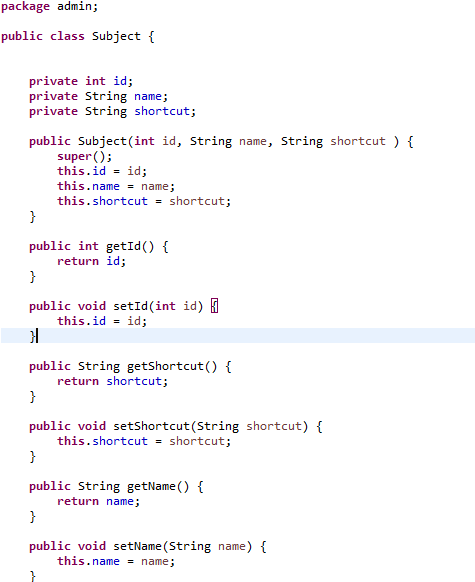 package admin;
public class Subject {
private int id;
private String name;
private String shortcut;
public Subject(int id, String name, String shortcut ) {
super();
this.id = id;
this.name = name;
this.shortcut = shortcut;
}
public int getId() {
return id;
}
public void setId(int id) {
this.id = id;
}
public String getShortcut() {
return shortcut;
}
public void setShortcut(String shortcut) {
this.shortcut = shortcut;
}
public String getName() {
return name;
}
public void setName(String name) {
this.name = name;
}